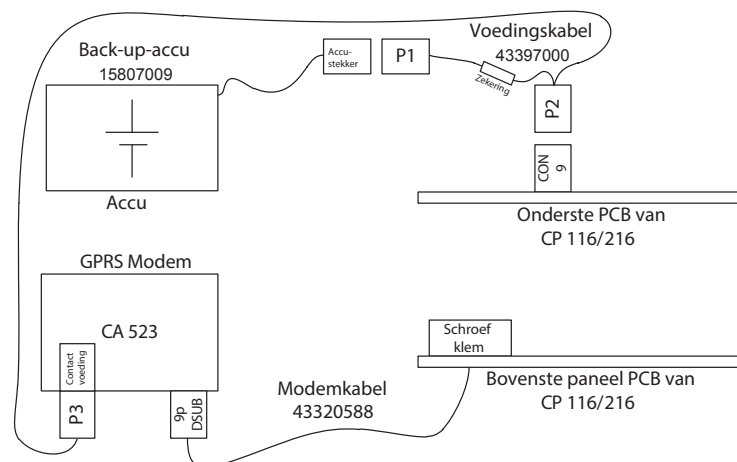 Back-up-accu
15807009
Accu-
stekker
P1
Voedingskabel
43397000
Zekering
P2
CON
9
Accu
Onderste PCB van
CP 116/216
GPRS Modem
CA 523
Contact
voeding
P3
9p
DSUB
Modemkabel
43320588
Schroef
klem
Bovenste paneel PCB van
CP 116/216